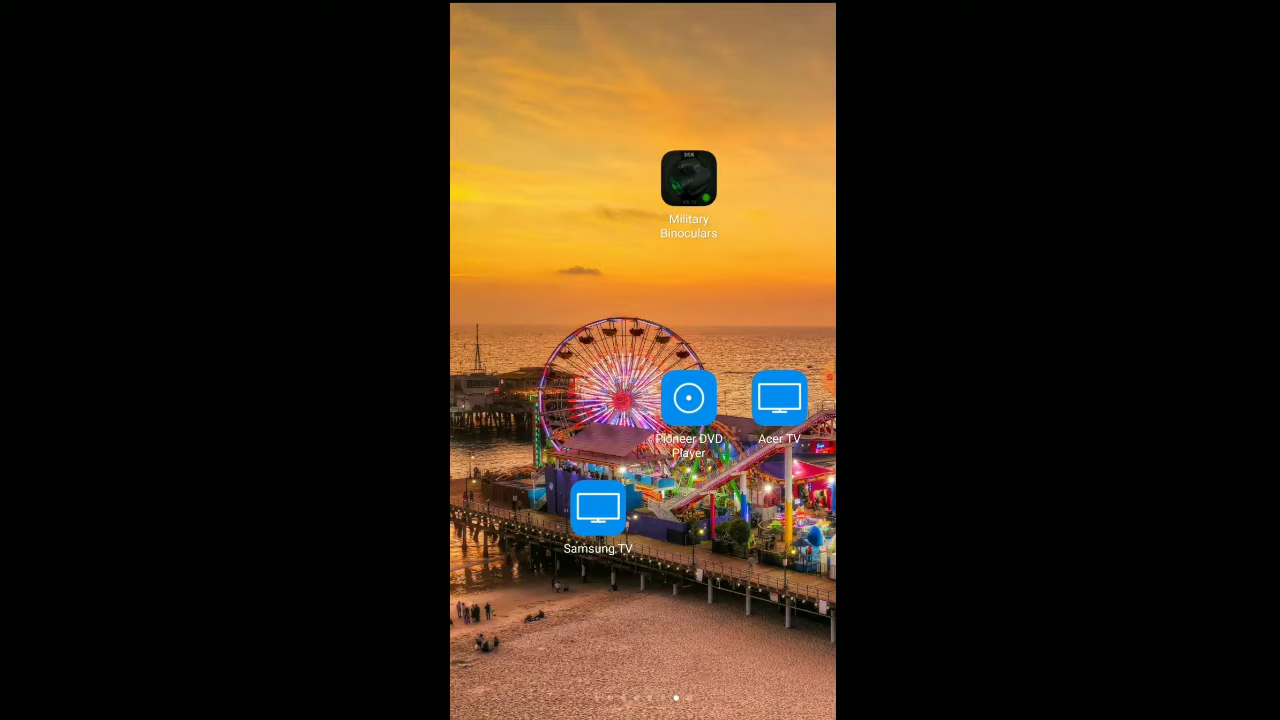 Military
Binoculars
Pioneer DVD
Player
Acer TV
Samsung TV